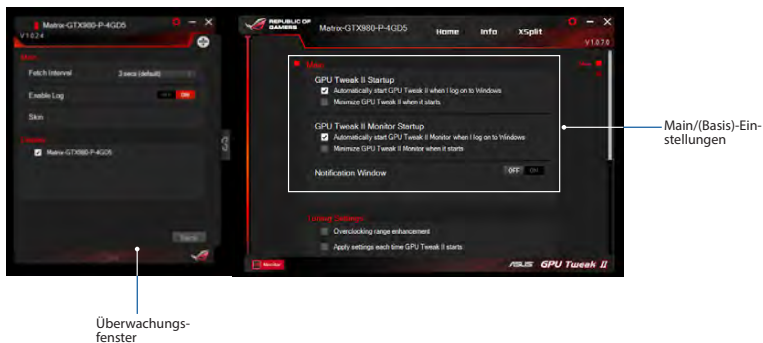 Matrix-GTX980-P-4GD5
V1.0.2.4
Main
Fetch Interval
3 secs (default)
Enable Log
OFF ON
Skin
Matrix-GTX980-P-4GD5
Überwachungs-
fenster
REPUBLIC OF
GAMERS
Matrix-GTX980-P-4GD5
Home Info XSplit
V1.0.7.0
Main
GPU Tweak II Startup
Automatically start GPU Tweak II when I log on to Windows
Minimize GPU Tweak II when it starts
GPU Tweak II Monitor Startup
Automatically start GPU Tweak II Monitor when I log on to Windows
Minimize GPU Tweak II Monitor when it starts
Notification Window
OFF ON
Tuning Settings
Overclocking range enhancement
Apply settings each time GPU Tweak II starts
Monitor
ASUS GPU Tweak II
Main/(Basis)-Ein-
stellungen